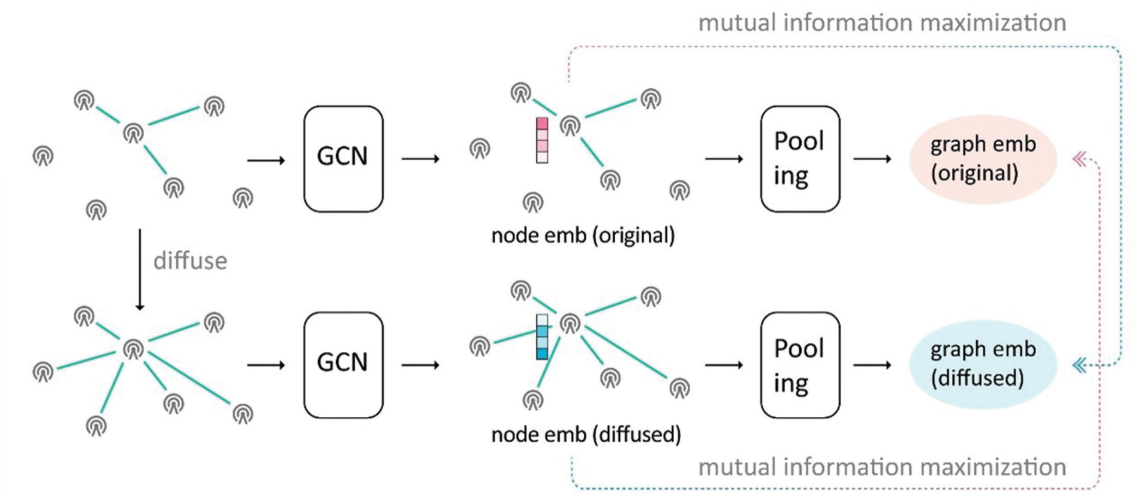 mutual information maximization
GCN
Pool
ing
graph emb
(original)
node emb (original)
diffuse
GCN
Pool
ing
graph emb
(diffused)
node emb (diffused)
mutual information maximization